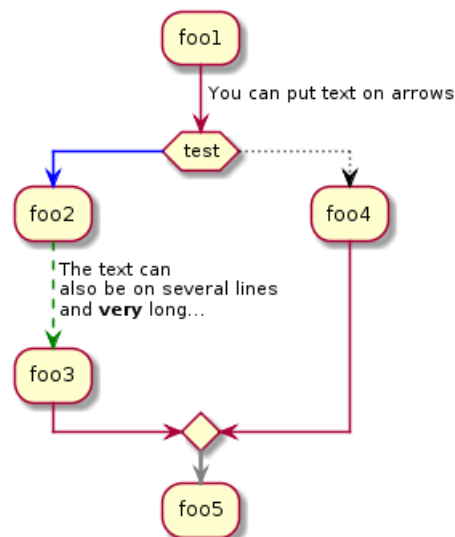 foo1
You can put text on arrows
test
foo2
foo4
The text can
also be on several lines
and very long...
foo3
foo5